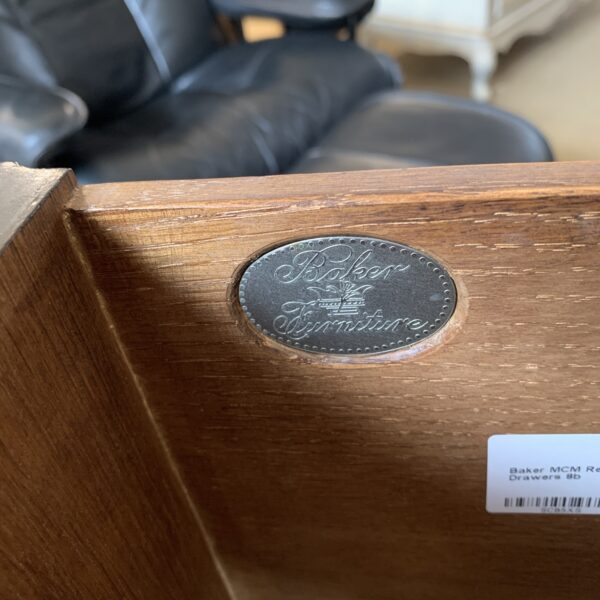 Baker
Furniture
Baker MCM Re
Drawers 8b